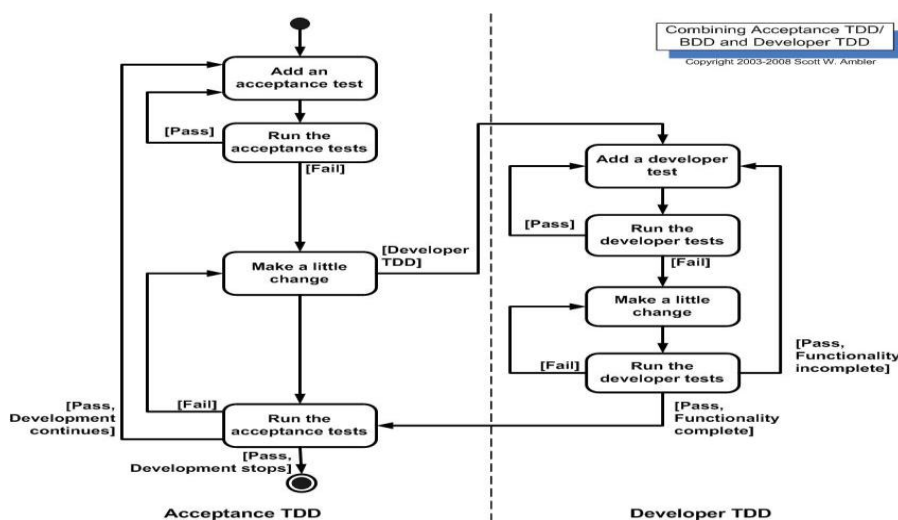 Combining Acceptance TDD/
BDD and Developer TDD
Copyright 2003-2008 Scott W. Ambler
Add an
acceptance test
[Pass]
Run the
acceptance tests
[Fail]
Make a little
change
[Developer
TDD]
[Fail]
[Pass,
Development
continues]
Run the
acceptance tests
[Pass,
Development stops]
Acceptance TDD
Add a developer
test
[Pass]
Run the
developer tests
[Fail]
Make a little
change
[Fail]
Run the
developer tests
[Pass,
Functionality
incomplete]
[Pass,
Functionality
complete]
Developer TDD